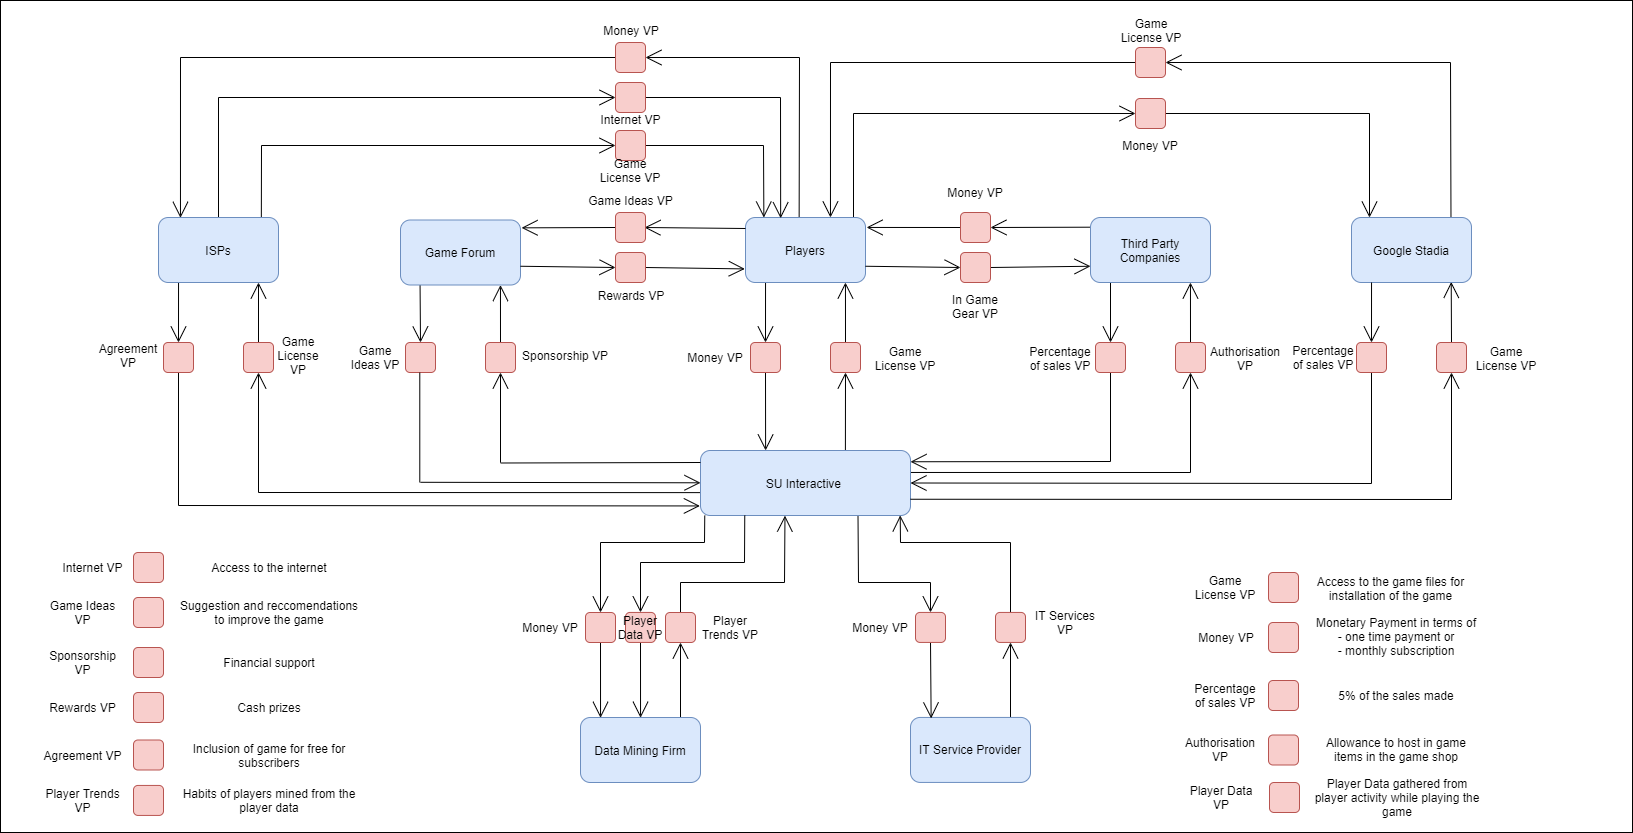 Money VP
Game
License VP
Internet VP
Money VP
Game
License VP
Game Ideas VP
Money VP
ISPs
Game Forum
Players
Third Party
Companies
Google Stadia
Rewards VP
In Game
Gear VP
Agreement
VP
Game
License
VP
Game
Ideas VP
Sponsorship VP
Money VP
Game
License VP
Percentage
of sales VP
Authorisation
VP
Percentage
of sales VP
Game
License VP
SU Interactive
Money VP
Player
Data VP
Player
Trends VP
Money VP
IT Services
VP
Data Mining Firm
IT Service Provider
Internet VP
Access to the internet
Game Ideas
VP
Suggestion and reccomendations
to improve the game
Sponsorship
VP
Financial support
Rewards VP
Cash prizes
Agreement VP
Inclusion of game for free for
subscribers
Player Trends
VP
Habits of players mined from the
player data
Game
License VP
Access to the game files for
installation of the game
Money VP
Monetary Payment in terms of
- one time payment or
- monthly subscription
Percentage
of sales VP
5% of the sales made
Authorisation
VP
Allowance to host in game
items in the game shop
Player Data
VP
Player Data gathered from
player activity while playing the
game